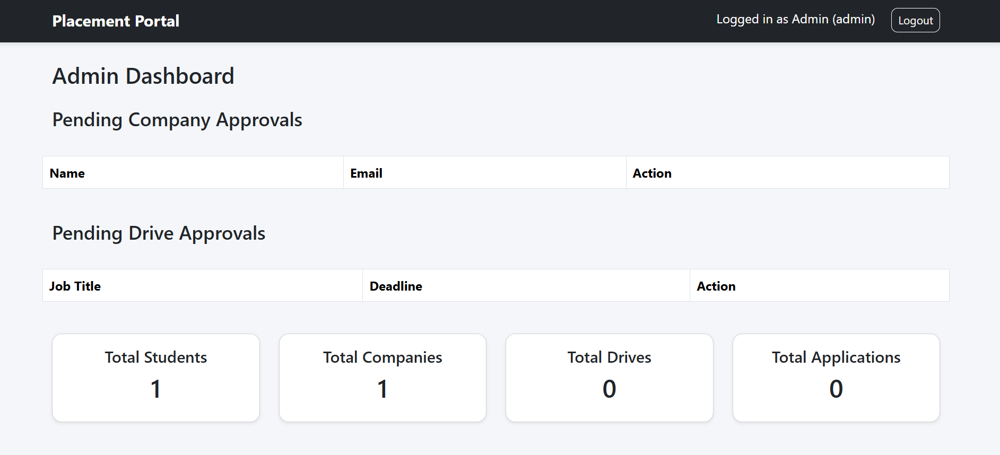 Placement Portal
Logged in as Admin (admin)
Logout
Admin Dashboard
Pending Company Approvals
Name Email Action
Pending Drive Approvals
Job Title Deadline Action
Total Students Total Companies Total Drives Total Applications
1 1 0 0